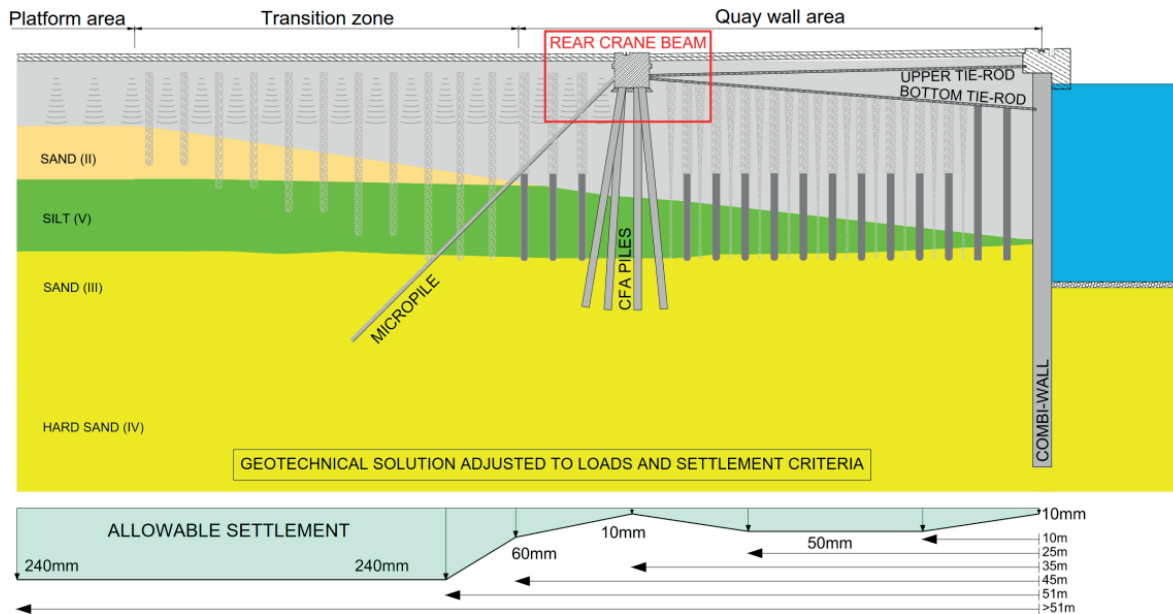 Platform area
Transition zone
Quay wall area
REAR CRANE BEAM
UPPER TIE-ROD
BOTTOM TIE-ROD
SAND (II)
SILT (V)
SAND (III)
MICROPILE
CFA PILES
COMBI-WALL
HARD SAND (IV)
GEOTECHNICAL SOLUTION ADJUSTED TO LOADS AND SETTLEMENT CRITERIA
ALLOWABLE SETTLEMENT
240mm
240mm
60mm
10mm
50mm
10mm
10m
25m
35m
45m
51m
>51m